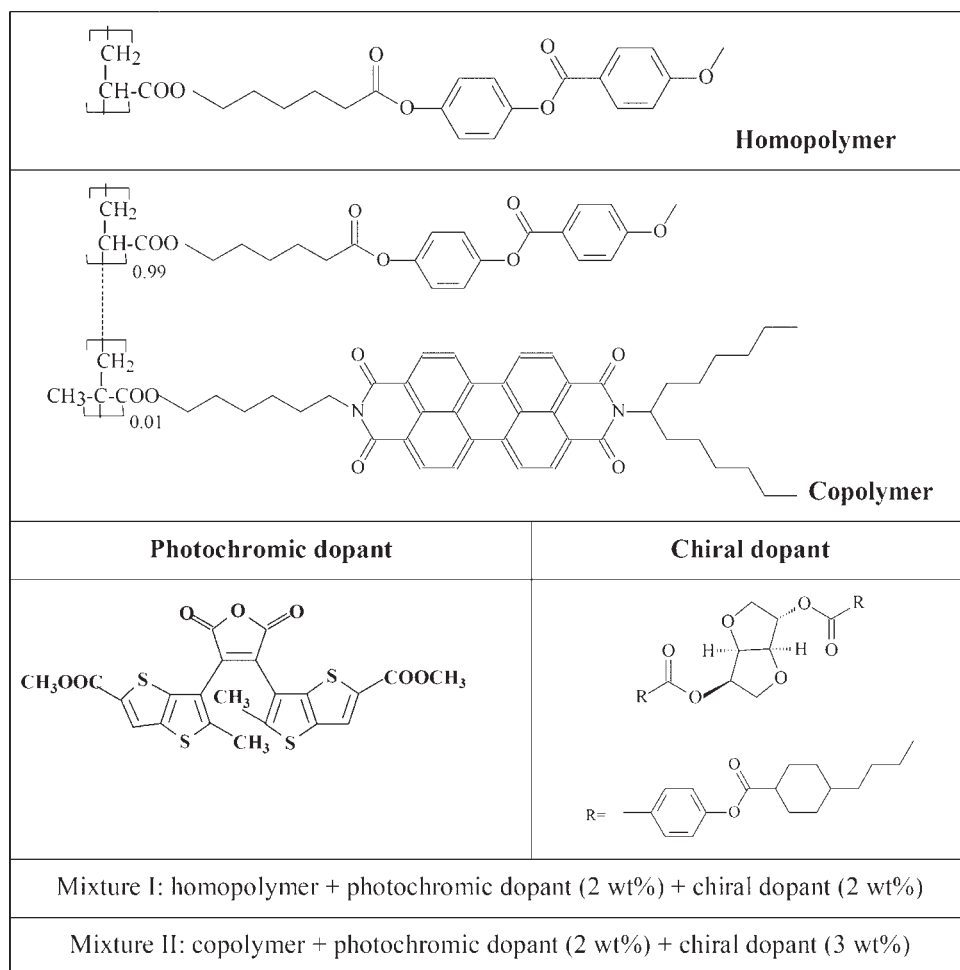 CH₂ O O O
CH-COO O O
Homopolymer
CH₂ O O O
CH-COO O O
0.99
CH₂ O O
CH₃-C-COO N N
0.01 O O
Copolymer
Photochromic dopant
O O O
CH₃OOC S S COOCH₃
CH₃
S CH₃ S
Chiral dopant
O R
O
H H O
O
R O O
O
R= O
Mixture I: homopolymer + photochromic dopant (2 wt%) + chiral dopant (2 wt%)
Mixture II: copolymer + photochromic dopant (2 wt%) + chiral dopant (3 wt%)